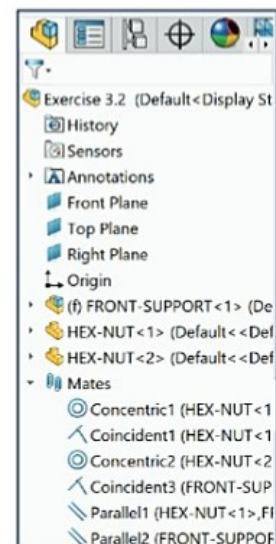 Exercise 3.2 (Default<Display St
History
Sensors
Annotations
Front Plane
Top Plane
Right Plane
Origin
(f) FRONT-SUPPORT<1> (De
HEX-NUT<1> (Default<<Def
HEX-NUT<2> (Default<<Def
Mates
Concentric1 (HEX-NUT<1
Coincident1 (HEX-NUT<1
Concentric2 (HEX-NUT<2
Coincident3 (FRONT-SUP
Parallel1 (HEX-NUT<1>,FI
Parallel2 (FRONT-SUPPOR